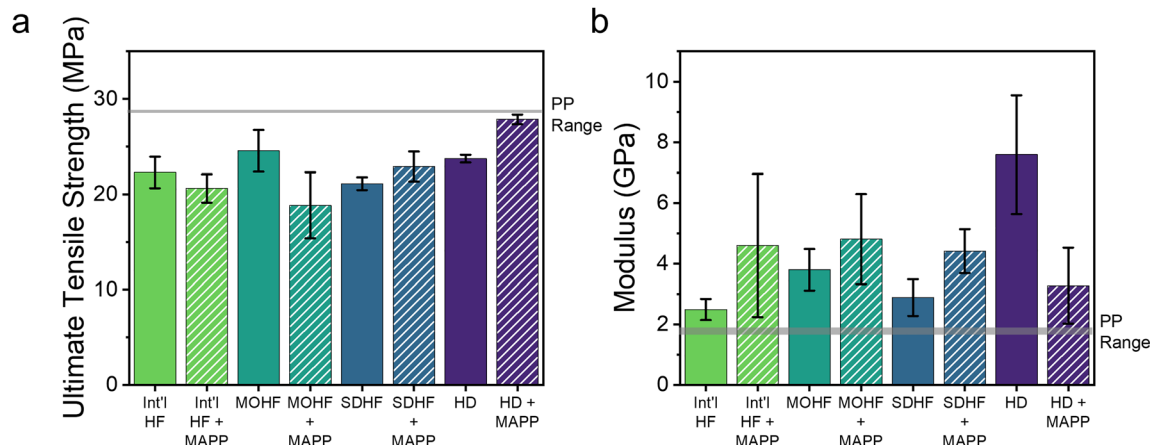 a
Ultimate Tensile Strength (MPa)
30
20
10
0
PP
Range
Int'l
HF
Int'l
HF +
MAPP
MOHF
MOHF
+
MAPP
SDHF
SDHF
+
MAPP
HD
HD +
MAPP
b
Modulus (GPa)
10
8
6
4
2
0
PP
Range
Int'l
HF
Int'l
HF +
MAPP
MOHF
MOHF
+
MAPP
SDHF
SDHF
+
MAPP
HD
HD +
MAPP